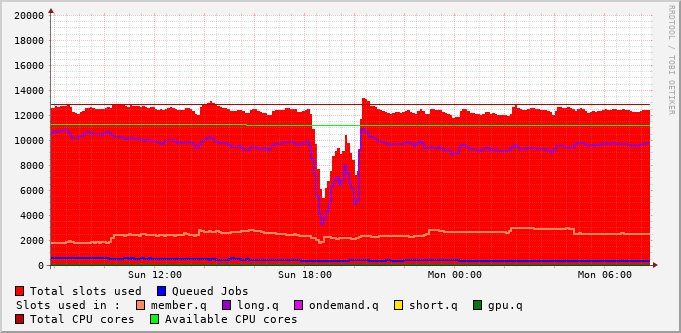 20000
18000
16000
14000
12000
10000
8000
6000
4000
2000
0
Sun 12:00 Sun 18:00 Mon 00:00 Mon 06:00
Total slots used Queued Jobs
Slots used in : member.q long.q ondemand.q short.q gpu.q
Total CPU cores Available CPU cores
RRDTOOL / TOBI OETIKER